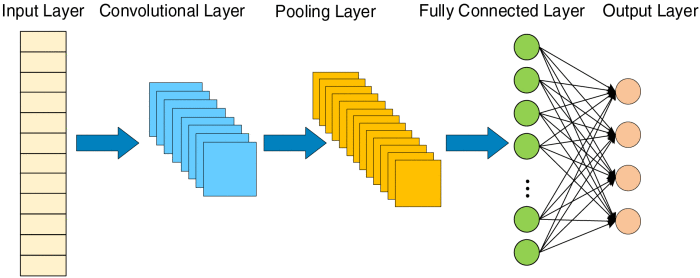 Input Layer
Convolutional Layer
Pooling Layer
Fully Connected Layer
Output Layer